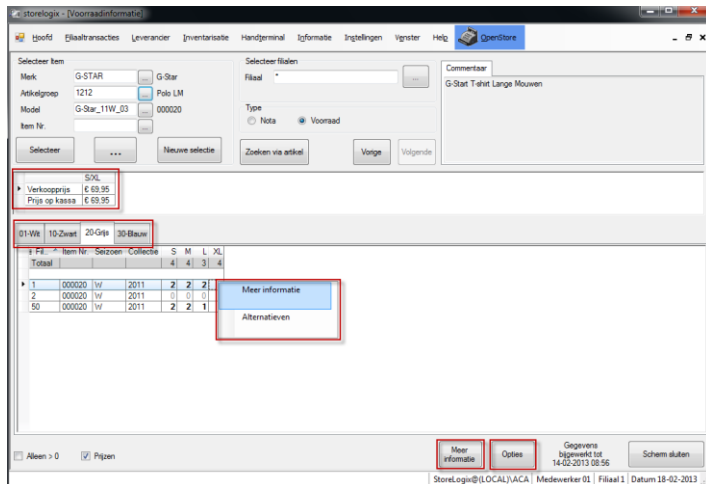 storelogix - [Voorraadinformatie]
Hoofd Filiaaltransacties Leverancier Inventarisatie Handterminal Informatie Instellingen Venster Help OpenStore
Selecteer Item
Merk G-STAR ... G-Star
Artikelgroep 1212 ... Polo LM
Model G-Star_11W_03 ... 000020
Item Nr. ...
Selecteer ... Nieuwe selectie
Selecteer filialen
Filiaal * ...
Type
Nota Voorraad
Zoeken via artikel Vorige Volgende
Commentaar
G-Start T-shirt Lange Mouwen
S/XL
Verkoopprijs € 69,95
Prijs op kassa € 69,95
01-Wit 10-Zwart 20-Grijs 30-Blauw
Fil... Item Nr. Seizoen Collectie S M L XL
Totaal 4 4 3 4
1 000020 W 2011 2 2 2
2 000020 W 2011 0 0 0
50 000020 W 2011 2 2 1
Meer informatie
Alternatieven
Alleen > 0 Prijzen
Meer informatie
Opties
Gegevens
bijgewerkt tot
14-02-2013 08:56
Scherm sluiten
StoreLogix@(LOCAL)\ACA Medewerker 01 Filiaal 1 Datum 18-02-2013